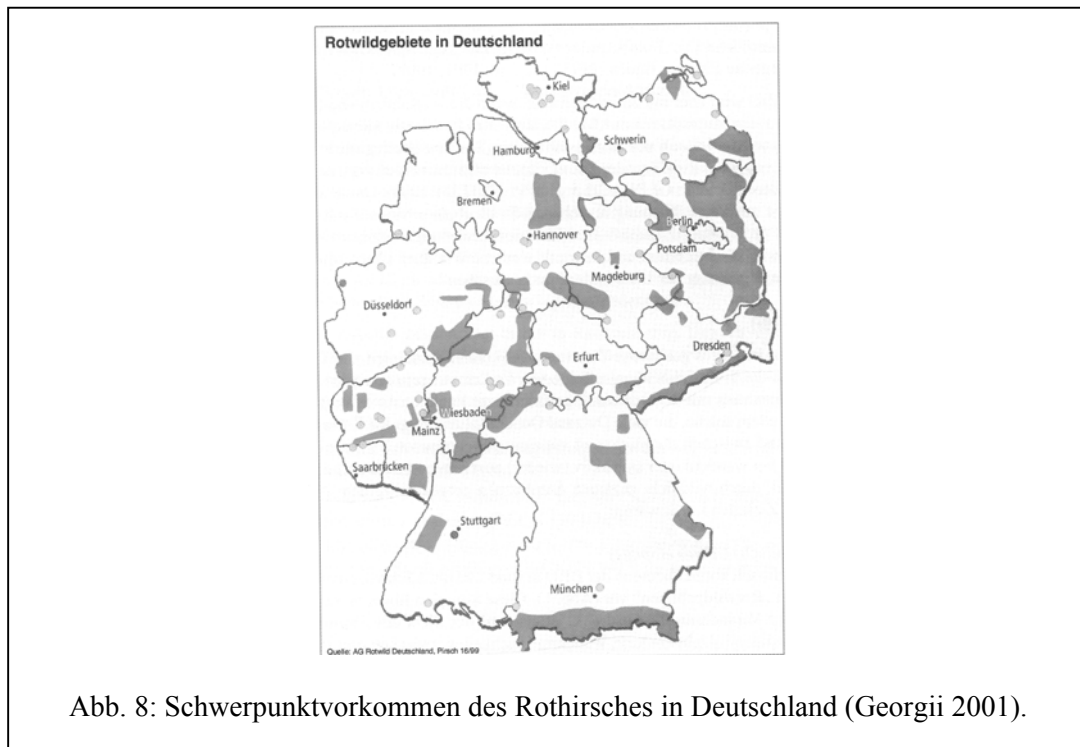 Rotwildgebiete in Deutschland
Kiel
Schwerin
Hamburg
Bremen
Berlin
Hannover
Potsdam
Magdeburg
Düsseldorf
Dresden
Erfurt
Wiesbaden
Mainz
Saarbrücken
Stuttgart
München
Quelle: AG Rotwild Deutschland, Pirsch 16/99
Abb. 8: Schwerpunktvorkommen des Rothirsches in Deutschland (Georgii 2001).